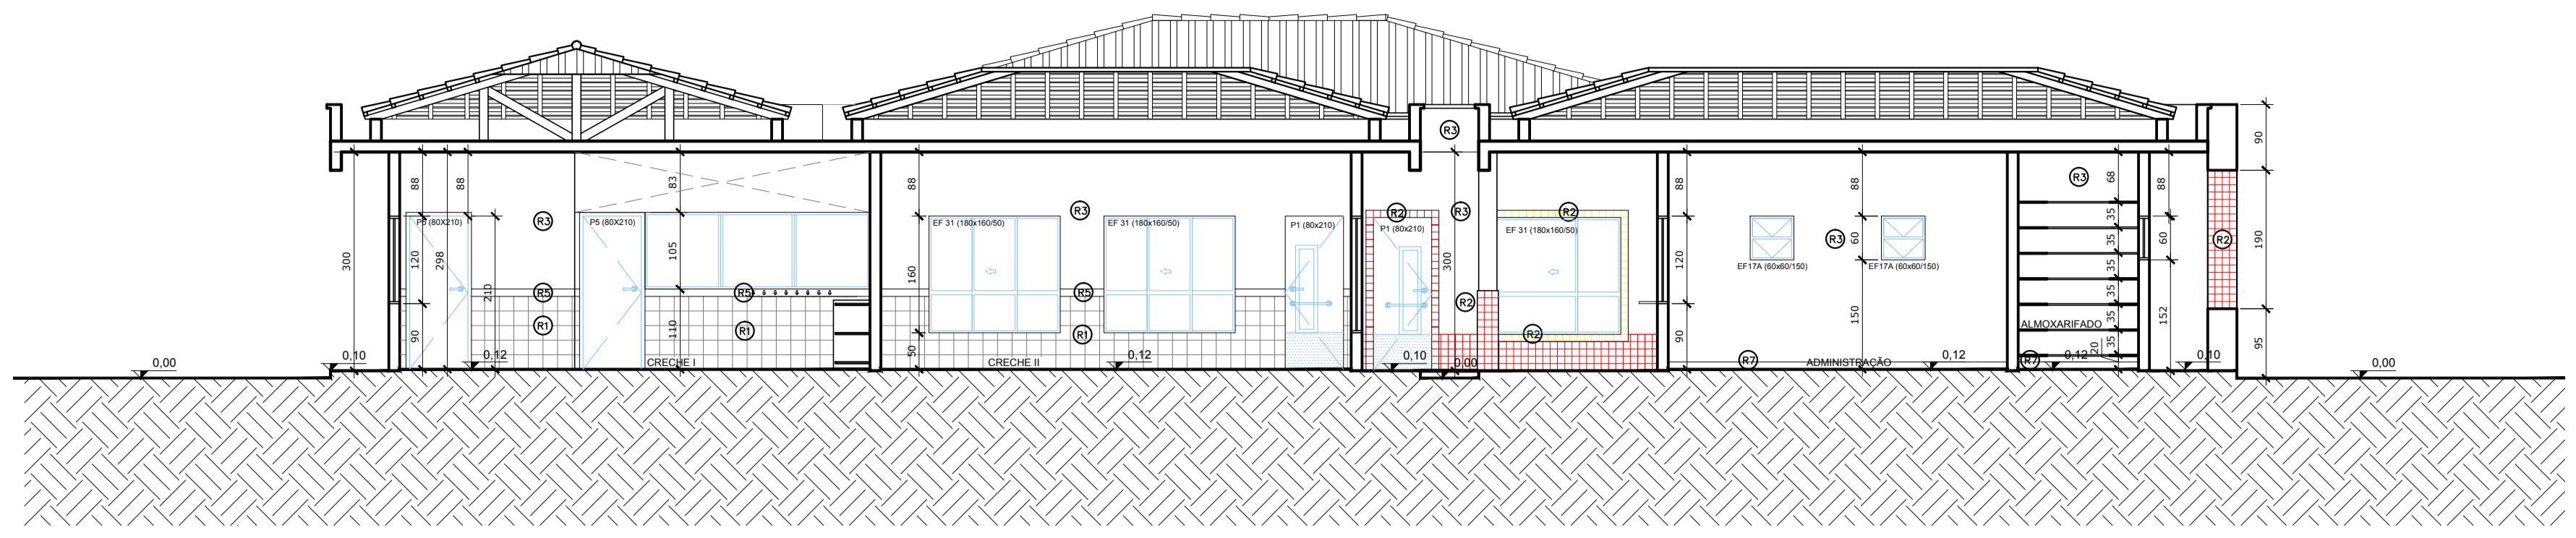 R3
90
88
88
83
88
88
88
R3
68
88
P5 (80X210)
R3
P5 (80X210)
EF 31 (180x160/50)
EF 31 (180x160/50)
R3
P1 (80x210)
R2
P1 (80x210)
R3
R2
EF 31 (180x160/50)
35
300
120
298
210
105
160
300
120
60
R3
35
60
R2
190
EF17A (60x60/150)
EF17A (60x60/150)
35
R5
R5
R5
R2
35
R1
R1
R1
R2
35
90
110
50
90
150
ALMOXARIFADO
35
20
152
95
0,00
0,10
0,12
CRECHE I
CRECHE II
0,12
0,10
0,00
R7
ADMINISTRAÇÃO
0,12
R7
0,12
0,10
0,00